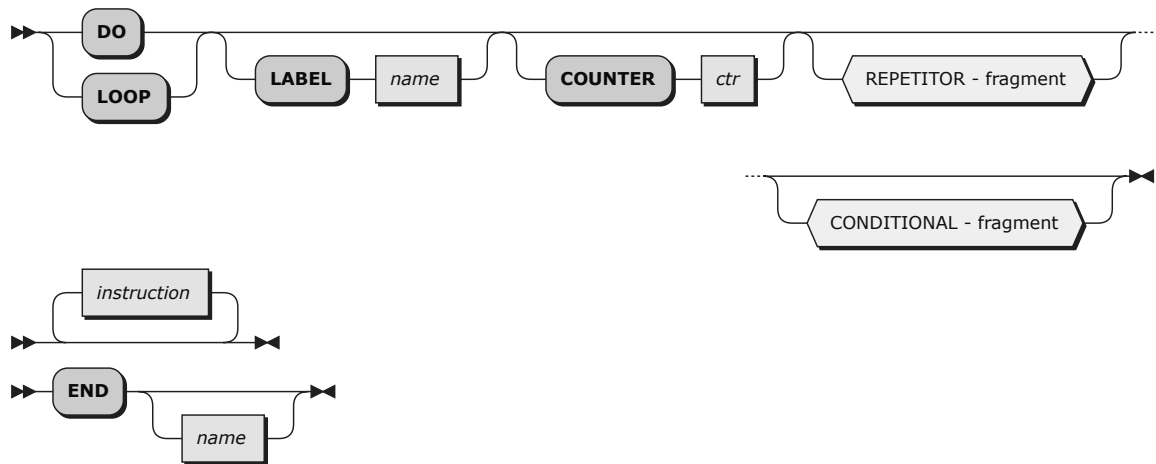 DO
LOOP
LABEL name
COUNTER ctr
REPETITOR - fragment
CONDITIONAL - fragment
instruction
END
name